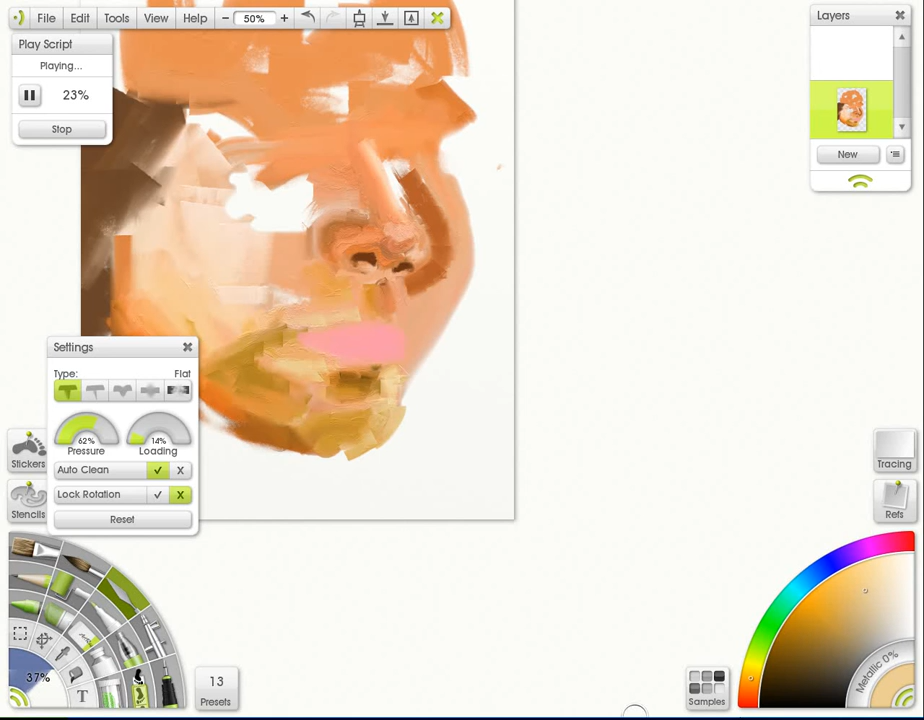 File Edit Tools View Help − 50% +
Play Script
Playing...
23%
Stop
Layers
New
Settings
Type: Flat
62% 14%
Pressure Loading
Auto Clean
Lock Rotation
Reset
Stickers
Stencils
Tracing
Refs
37%
T
13
Presets
Samples
Metallic 0%